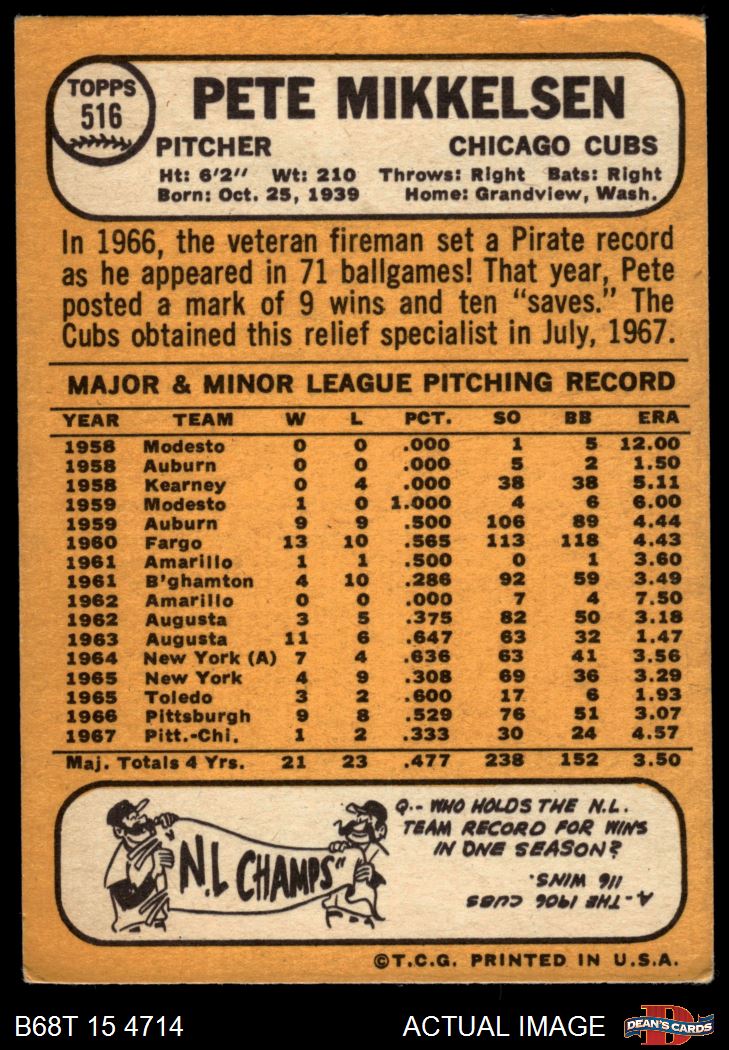 TOPPS
516
PETE MIKKELSEN
PITCHER CHICAGO CUBS
Ht: 6'2" Wt: 210 Throws: Right Bats: Right
Born: Oct. 25, 1939 Home: Grandview, Wash.
In 1966, the veteran fireman set a Pirate record
as he appeared in 71 ballgames! That year, Pete
posted a mark of 9 wins and ten “saves.” The
Cubs obtained this relief specialist in July, 1967.
MAJOR & MINOR LEAGUE PITCHING RECORD
YEAR TEAM W L PCT. SO BB ERA
1958 Modesto 0 0 .000 1 5 12.00
1958 Auburn 0 0 .000 5 2 1.50
1958 Kearney 0 4 .000 38 38 5.11
1959 Modesto 1 0 1.000 4 6 6.00
1959 Auburn 9 9 .500 106 89 4.44
1960 Fargo 13 10 .565 113 118 4.43
1961 Amarillo 1 1 .500 0 1 3.60
1961 B'ghamton 4 10 .286 92 59 3.49
1962 Amarillo 0 0 .000 7 4 7.50
1962 Augusta 3 5 .375 82 50 3.18
1963 Augusta 11 6 .647 63 32 1.47
1964 New York (A) 7 4 .636 63 41 3.56
1965 New York 4 9 .308 69 36 3.29
1965 Toledo 3 2 .600 17 6 1.93
1966 Pittsburgh 9 8 .529 76 51 3.07
1967 Pitt.-Chi. 1 2 .333 30 24 4.57
Maj. Totals 4 Yrs. 21 23 .477 238 152 3.50
"N.L CHAMPS"
Q.-WHO HOLDS THE N.L.
TEAM RECORD FOR WINS
IN ONE SEASON?
A-THE 1906 CUBS
116 WINS.
©T.C.G. PRINTED IN U.S.A.
B68T 15 4714 ACTUAL IMAGE
DEAN'S CARDS